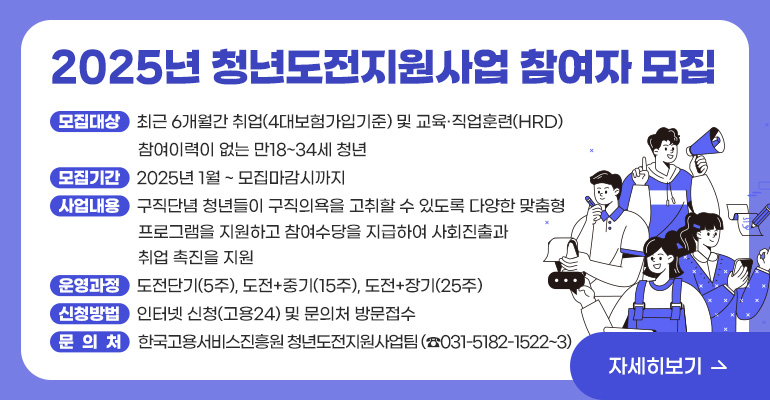 2025년 청년도전지원사업 참여자 모집
모집대상 최근 6개월간 취업(4대보험가입기준) 및 교육·직업훈련(HRD)
참여이력이 없는 만18~34세 청년
모집기간 2025년 1월 ~ 모집마감시까지
사업내용 구직단념 청년들이 구직의욕을 고취할 수 있도록 다양한 맞춤형
프로그램을 지원하고 참여수당을 지급하여 사회진출과
취업 촉진을 지원
운영과정 도전단기(5주), 도전+중기(15주), 도전+장기(25주)
신청방법 인터넷 신청(고용24) 및 문의처 방문접수
문 의 처 한국고용서비스진흥원 청년도전지원사업팀 (☎031-5182-1522~3)
자세히보기 →